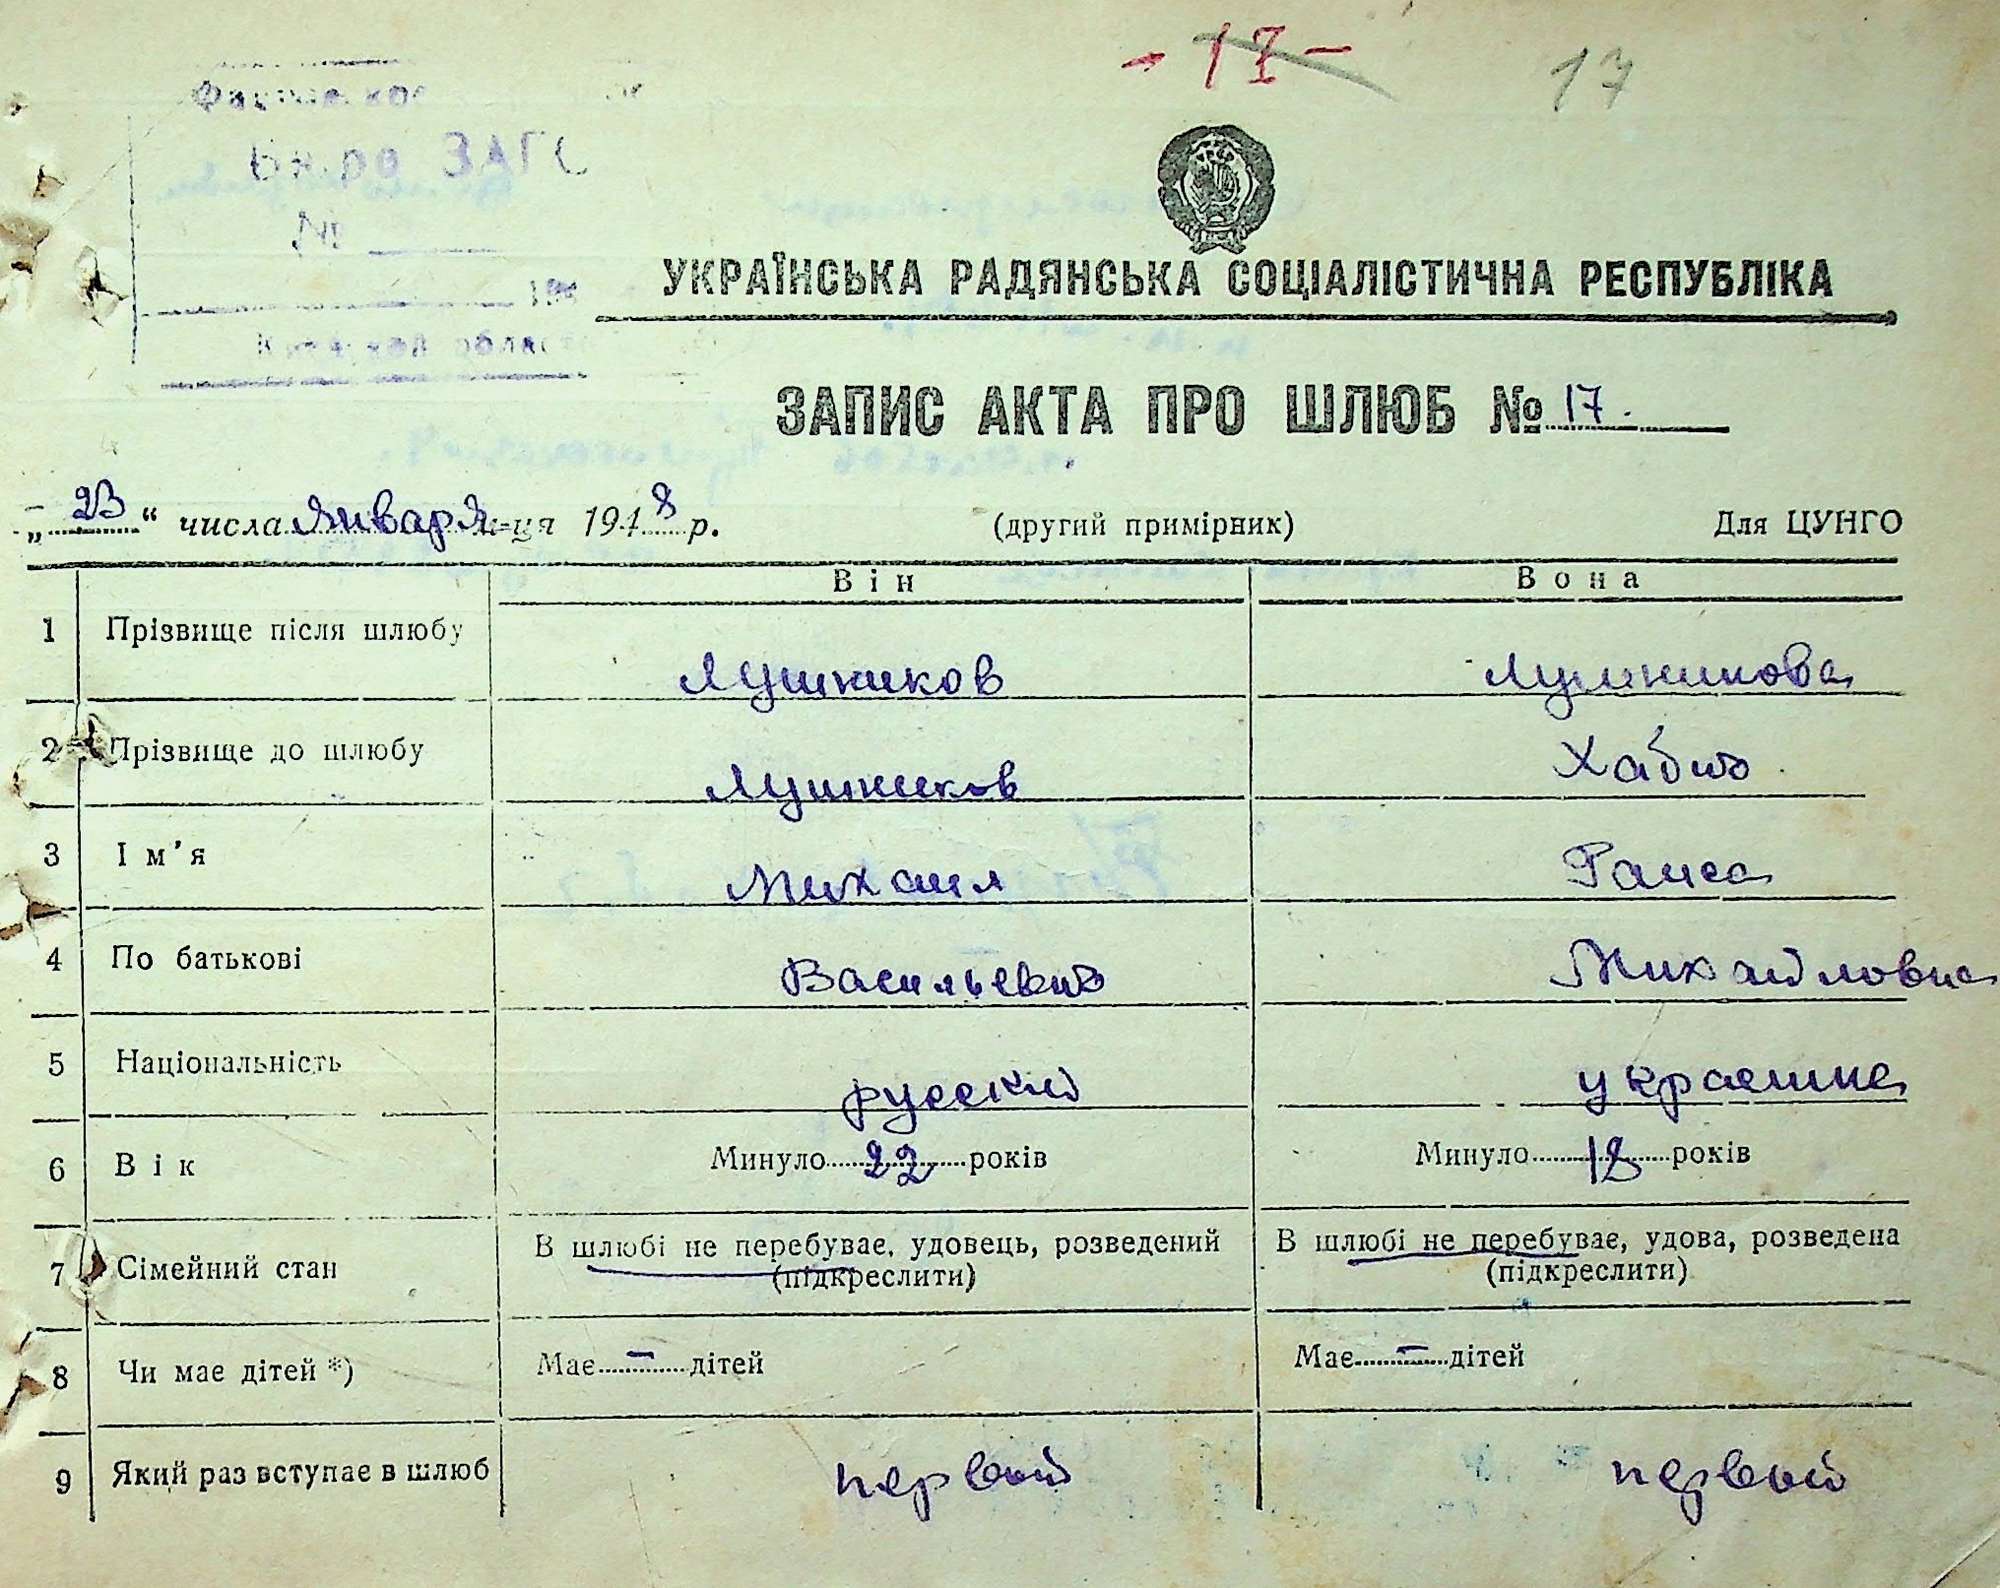 - 17 - 17
Бюро ЗАГС
№
области
УКРАЇНСЬКА РАДЯНСЬКА СОЦІАЛІСТИЧНА РЕСПУБЛІКА
ЗАПИС АКТА ПРО ШЛЮБ № 17.
„23“ числа Января м-ця 1948 р. (другий примірник) Для ЦУНГО
Він Вона
1 Прізвище після шлюбу Лушников Лушникова
2 Прізвище до шлюбу Лушников
3 Ім'я Михаил Раиса
4 По батькові Васильевич Михайловна
5 Національність русский украинка
6 Вік Минуло 22 років Минуло 18 років
7 Сімейний стан В шлюбі не перебуває, удовець, розведений (підкреслити) В шлюбі не перебуває, удова, розведена (підкреслити)
8 Чи має дітей *) Має – дітей Має – дітей
9 Який раз вступає в шлюб первый первый